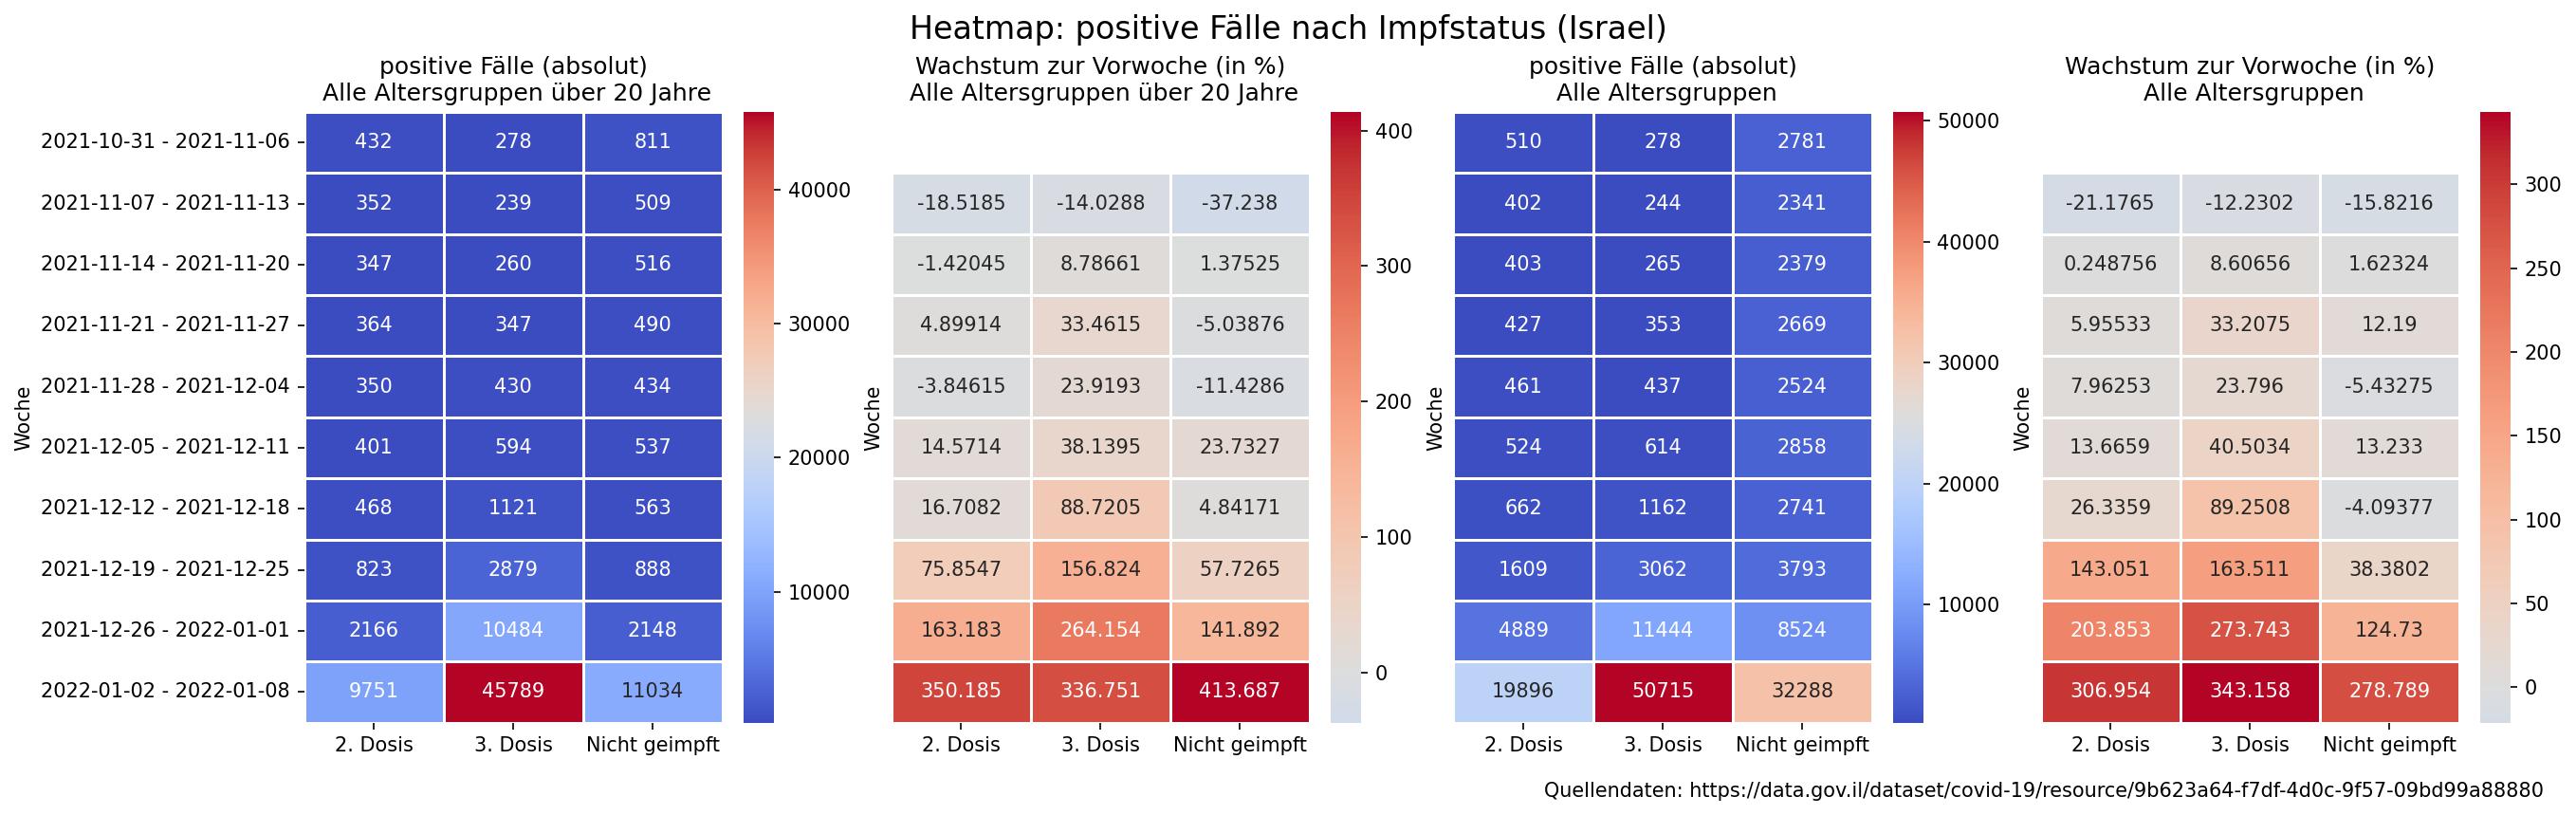 Heatmap: positive Fälle nach Impfstatus (Israel)
positive Fälle (absolut)
Alle Altersgruppen über 20 Jahre
Woche
2021-10-31 - 2021-11-06 432 278 811
2021-11-07 - 2021-11-13 352 239 509
2021-11-14 - 2021-11-20 347 260 516
2021-11-21 - 2021-11-27 364 347 490
2021-11-28 - 2021-12-04 350 430 434
2021-12-05 - 2021-12-11 401 594 537
2021-12-12 - 2021-12-18 468 1121 563
2021-12-19 - 2021-12-25 823 2879 888
2021-12-26 - 2022-01-01 2166 10484 2148
2022-01-02 - 2022-01-08 9751 45789 11034
2. Dosis 3. Dosis Nicht geimpft
40000
30000
20000
10000
Wachstum zur Vorwoche (in %)
Alle Altersgruppen über 20 Jahre
Woche
-18.5185 -14.0288 -37.238
-1.42045 8.78661 1.37525
4.89914 33.4615 -5.03876
-3.84615 23.9193 -11.4286
14.5714 38.1395 23.7327
16.7082 88.7205 4.84171
75.8547 156.824 57.7265
163.183 264.154 141.892
350.185 336.751 413.687
2. Dosis 3. Dosis Nicht geimpft
400
300
200
100
0
positive Fälle (absolut)
Alle Altersgruppen
Woche
510 278 2781
402 244 2341
403 265 2379
427 353 2669
461 437 2524
524 614 2858
662 1162 2741
1609 3062 3793
4889 11444 8524
19896 50715 32288
2. Dosis 3. Dosis Nicht geimpft
50000
40000
30000
20000
10000
Wachstum zur Vorwoche (in %)
Alle Altersgruppen
Woche
-21.1765 -12.2302 -15.8216
0.248756 8.60656 1.62324
5.95533 33.2075 12.19
7.96253 23.796 -5.43275
13.6659 40.5034 13.233
26.3359 89.2508 -4.09377
143.051 163.511 38.3802
203.853 273.743 124.73
306.954 343.158 278.789
2. Dosis 3. Dosis Nicht geimpft
300
250
200
150
100
50
0
Quellendaten: https://data.gov.il/dataset/covid-19/resource/9b623a64-f7df-4d0c-9f57-09bd99a88880